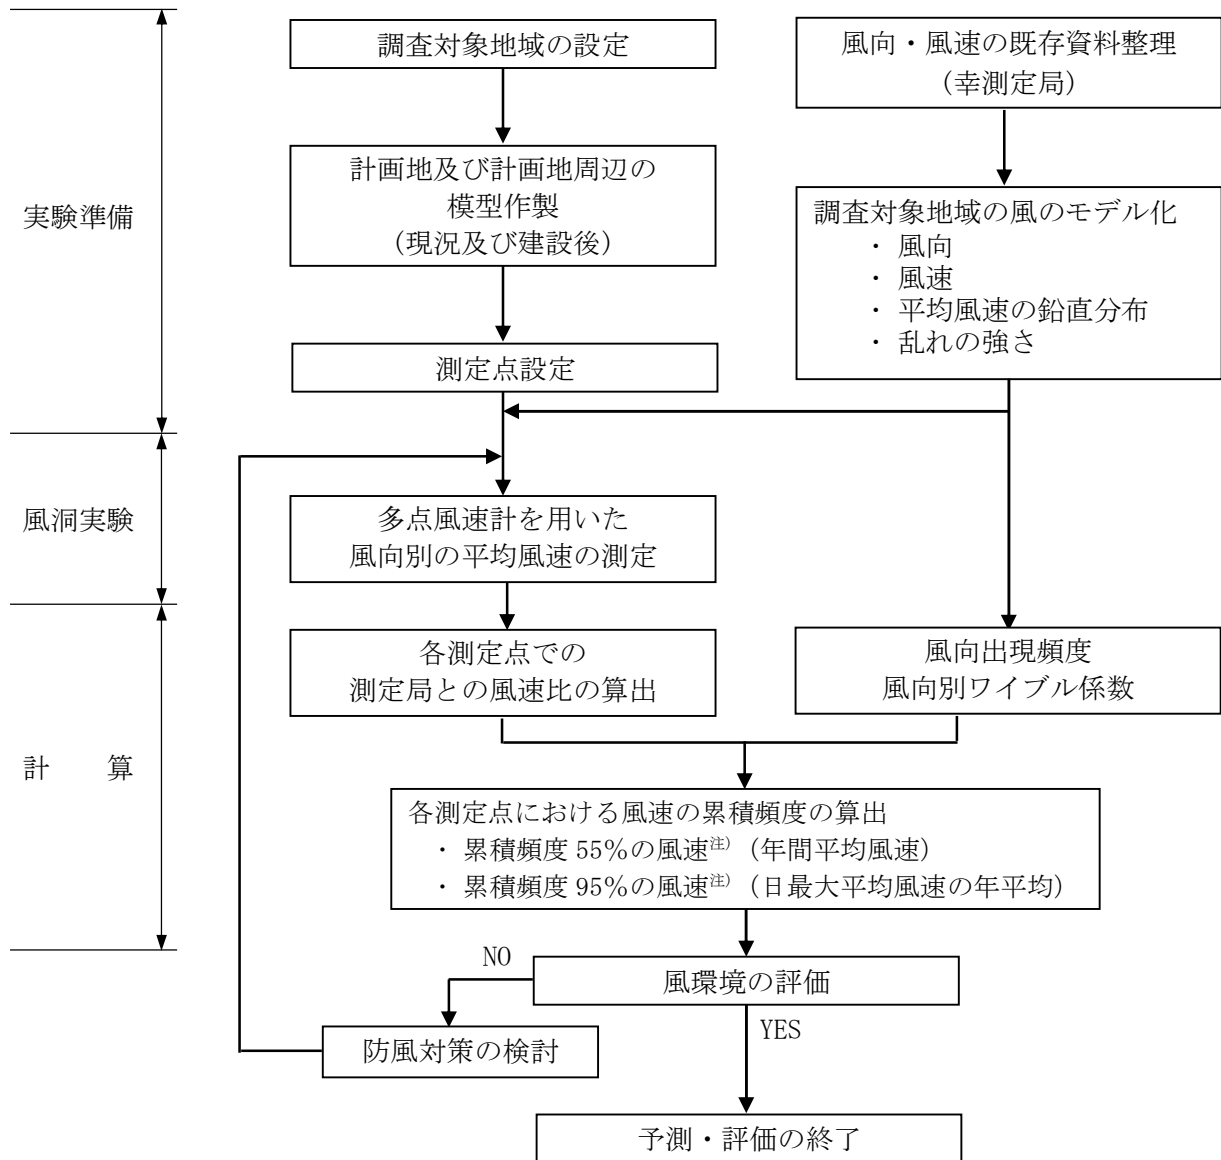 調査対象地域の設定
風向・風速の既存資料整理
（幸測定局）
実験準備
計画地及び計画地周辺の
模型作製
（現況及び建設後）
調査対象地域の風のモデル化
・ 風向
・ 風速
・ 平均風速の鉛直分布
・ 乱れの強さ
測定点設定
風洞実験
多点風速計を用いた
風向別の平均風速の測定
計　　算
各測定点での
測定局との風速比の算出
風向出現頻度
風向別ワイブル係数
各測定点における風速の累積頻度の算出
・ 累積頻度 55％の風速注）（年間平均風速）
・ 累積頻度 95％の風速注）（日最大平均風速の年平均）
NO
風環境の評価
YES
防風対策の検討
予測・評価の終了